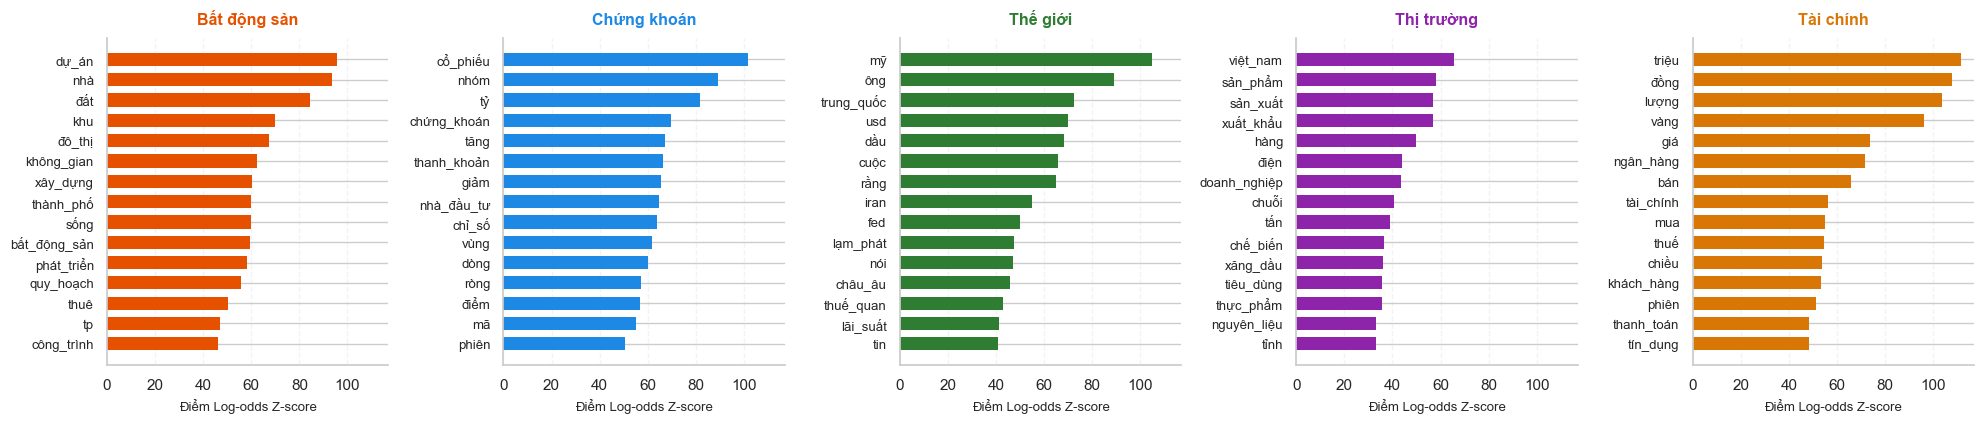 Bất động sản
dự_án
nhà
đất
khu
đô_thị
không_gian
xây_dựng
thành_phố
sống
bất_động_sản
phát_triển
quy_hoạch
thuê
tp
công_trình
0 20 40 60 80 100
Điểm Log-odds Z-score
Chứng khoán
cổ_phiếu
nhóm
tỷ
chứng_khoán
tăng
thanh_khoản
giảm
nhà_đầu_tư
chỉ_số
vùng
dòng
ròng
điểm
mã
phiên
0 20 40 60 80 100
Điểm Log-odds Z-score
Thế giới
mỹ
ông
trung_quốc
usd
dầu
cuộc
rằng
iran
fed
lạm_phát
nói
châu_âu
thuế_quan
lãi_suất
tin
0 20 40 60 80 100
Điểm Log-odds Z-score
Thị trường
việt_nam
sản_phẩm
sản_xuất
xuất_khẩu
hàng
điện
doanh_nghiệp
chuỗi
tấn
chế_biến
xăng_dầu
tiêu_dùng
thực_phẩm
nguyên_liệu
tỉnh
0 20 40 60 80 100
Điểm Log-odds Z-score
Tài chính
triệu
đồng
lượng
vàng
giá
ngân_hàng
bán
tài_chính
mua
thuế
chiều
khách_hàng
phiên
thanh_toán
tín_dụng
0 20 40 60 80 100
Điểm Log-odds Z-score